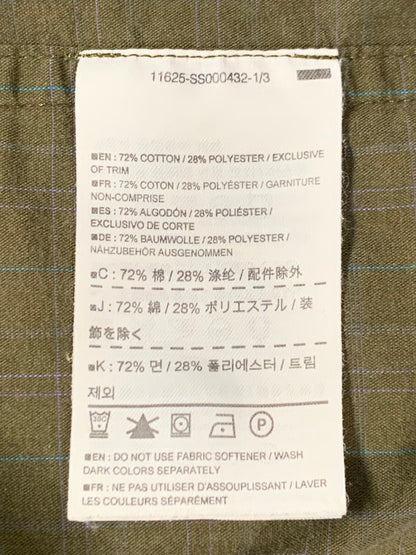 11625-SS000432-1/3
EN : 72% COTTON / 28% POLYESTER / EXCLUSIVE
OF TRIM
FR : 72% COTON / 28% POLYÉSTER / GARNITURE
NON-COMPRISE
ES : 72% ALGODÓN / 28% POLIÉSTER /
EXCLUSIVO DE CORTE
DE : 72% BAUMWOLLE / 28% POLYESTER /
NÄHZUBEHÖR AUSGENOMMEN
C : 72% 棉 / 28% 涤纶 / 配件除外
J : 72% 綿 / 28% ポリエステル / 装
飾を除く
K : 72% 면 / 28% 폴리에스터 / 트림
제외
30C P
EN : DO NOT USE FABRIC SOFTENER / WASH
DARK COLORS SEPARATELY
FR : NE PAS UTILISER D'ASSOUPLISSANT / LAVER
LES COULEURS SÉPARÉMENT